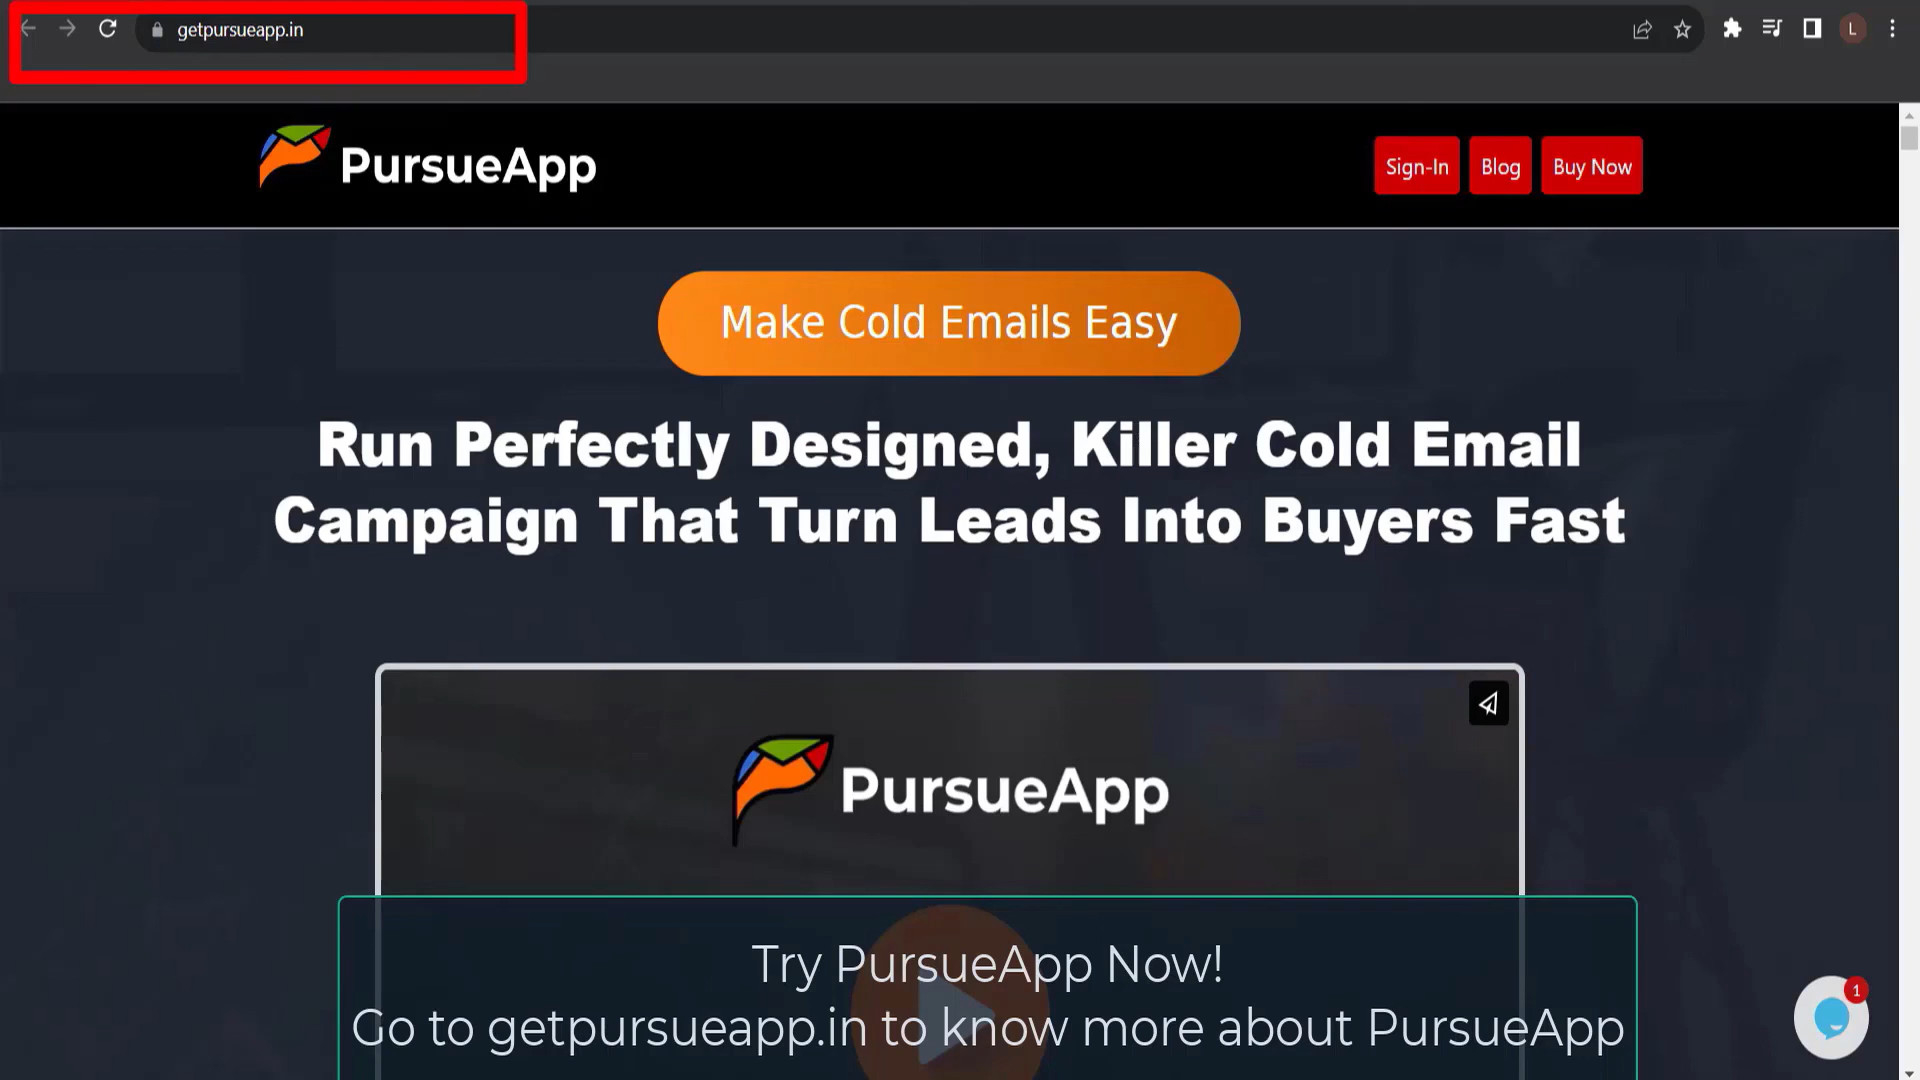 getpursueapp.in
L
PursueApp
Sign-In
Blog
Buy Now
Make Cold Emails Easy
Run Perfectly Designed, Killer Cold Email
Campaign That Turn Leads Into Buyers Fast
PursueApp
Try PursueApp Now!
Go to getpursueapp.in to know more about PursueApp
1